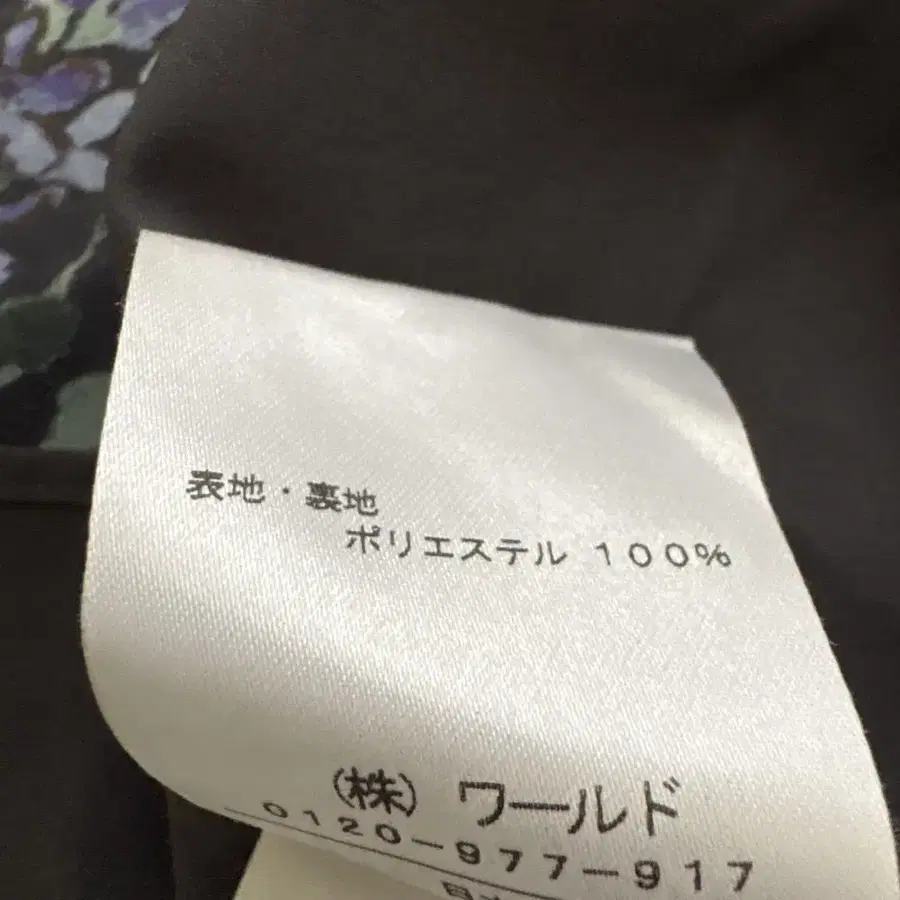 表地・裏地
ポリエステル 100%
(株) ワールド
0120-977-917